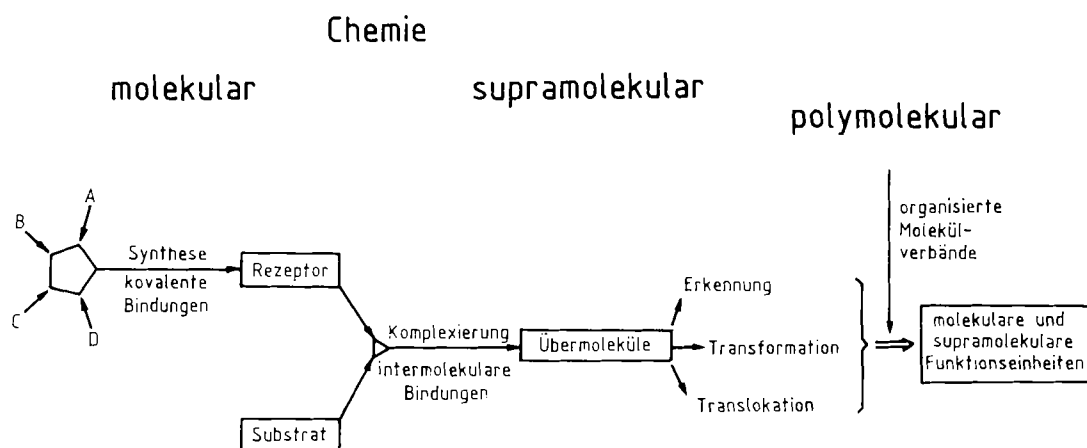 Chemie
molekular
supramolekular
polymolekular
A
B
C
D
Synthese
kovalente
Bindungen
Rezeptor
Substrat
Komplexierung
intermolekulare
Bindungen
Übermoleküle
Erkennung
Transformation
Translokation
organisierte
Molekül-
verbände
molekulare und
supramolekulare
Funktionseinheiten